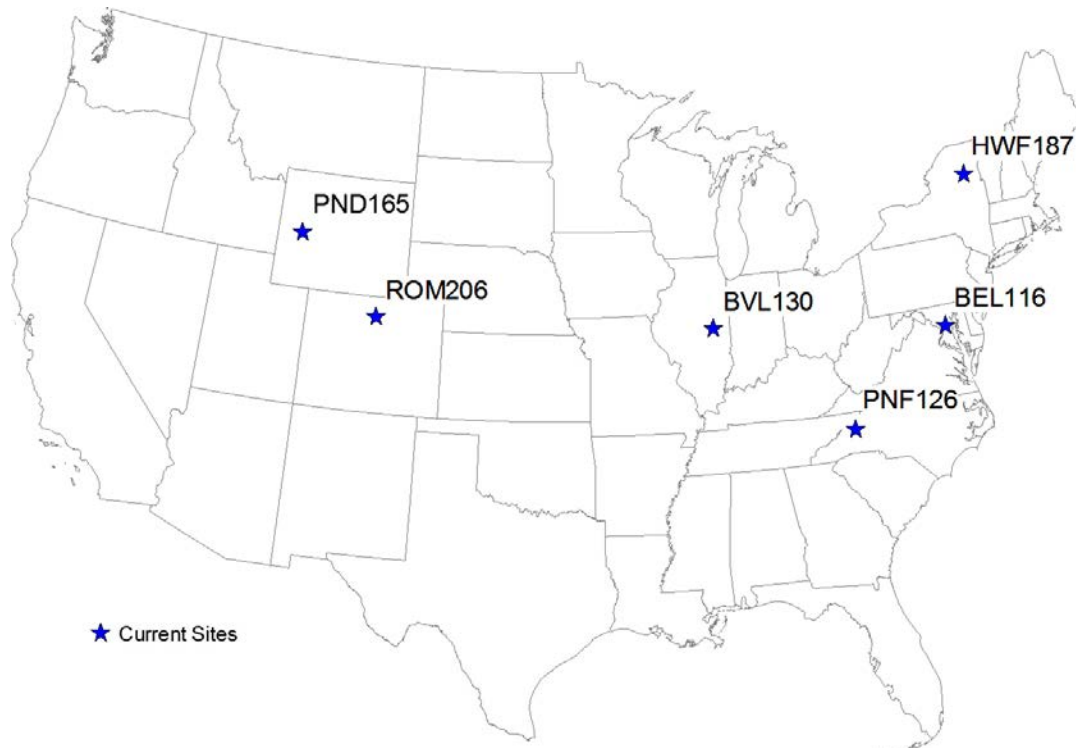 HWF187
PND165
ROM206
BVL130
BEL116
PNF126
Current Sites